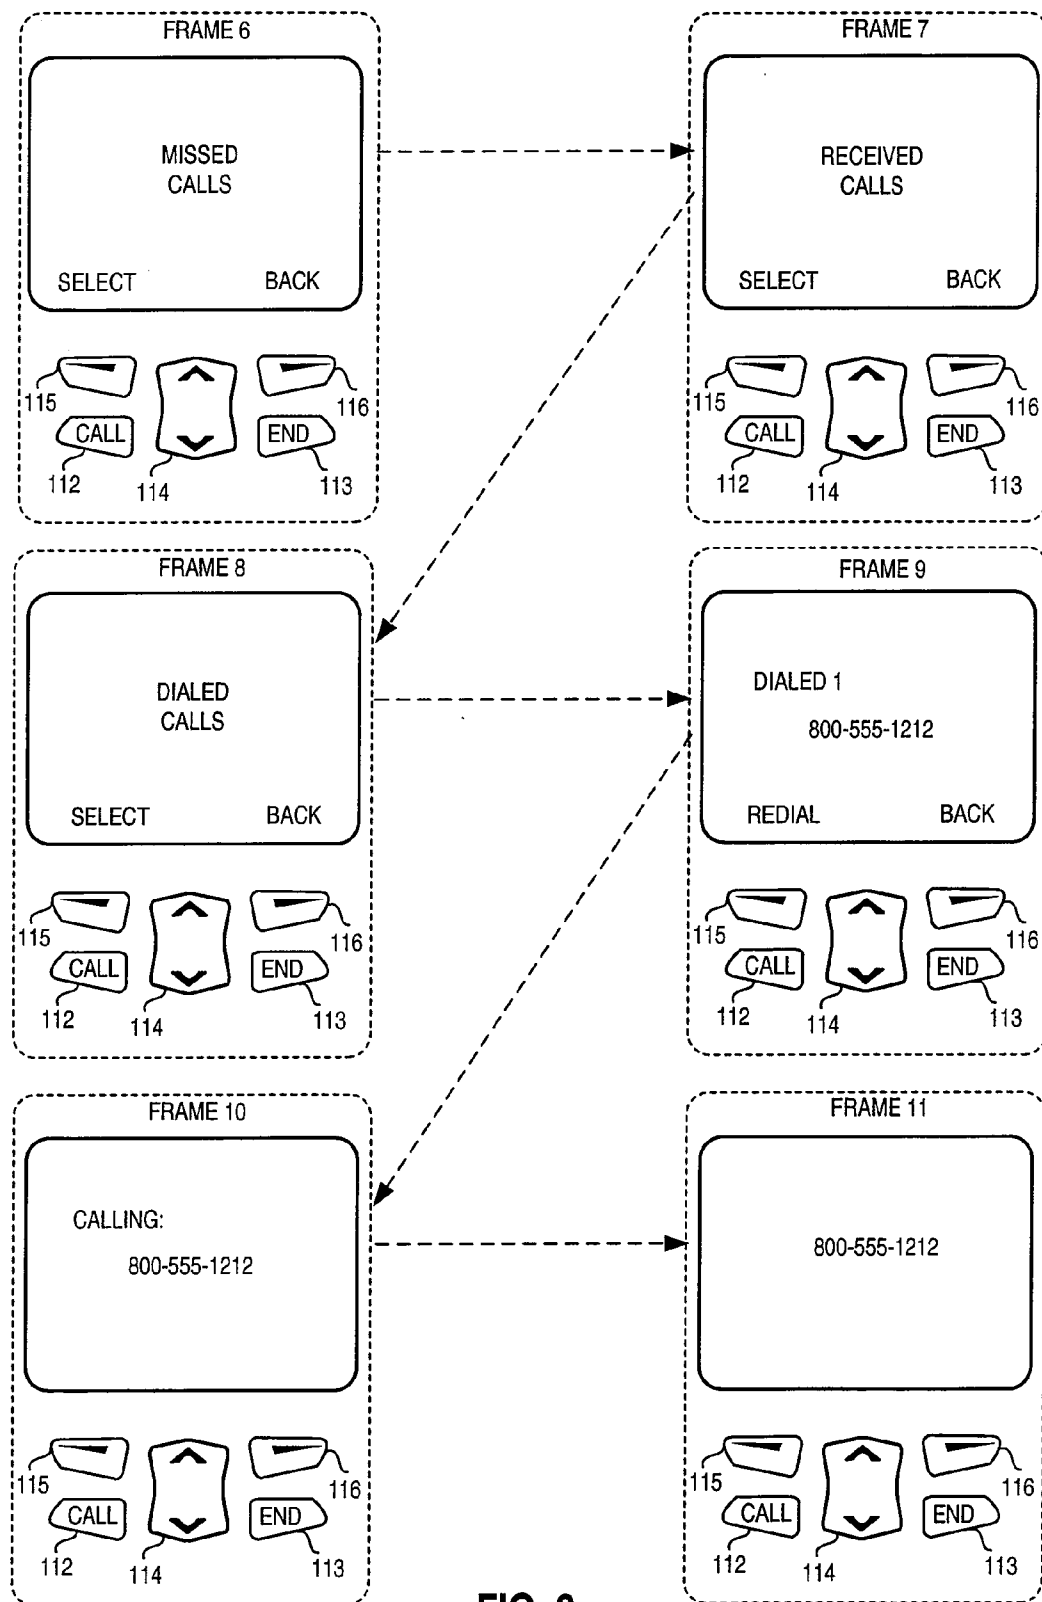 FRAME 6
MISSED
CALLS
SELECT BACK
115
116
CALL
END
112
114
113
FRAME 7
RECEIVED
CALLS
SELECT BACK
115
116
CALL
END
112
114
113
FRAME 8
DIALED
CALLS
SELECT BACK
115
116
CALL
END
112
114
113
FRAME 9
DIALED 1
800-555-1212
REDIAL BACK
115
116
CALL
END
112
114
113
FRAME 10
CALLING:
800-555-1212
115
116
CALL
END
112
114
113
FRAME 11
800-555-1212
115
116
CALL
END
112
114
113
FIG.